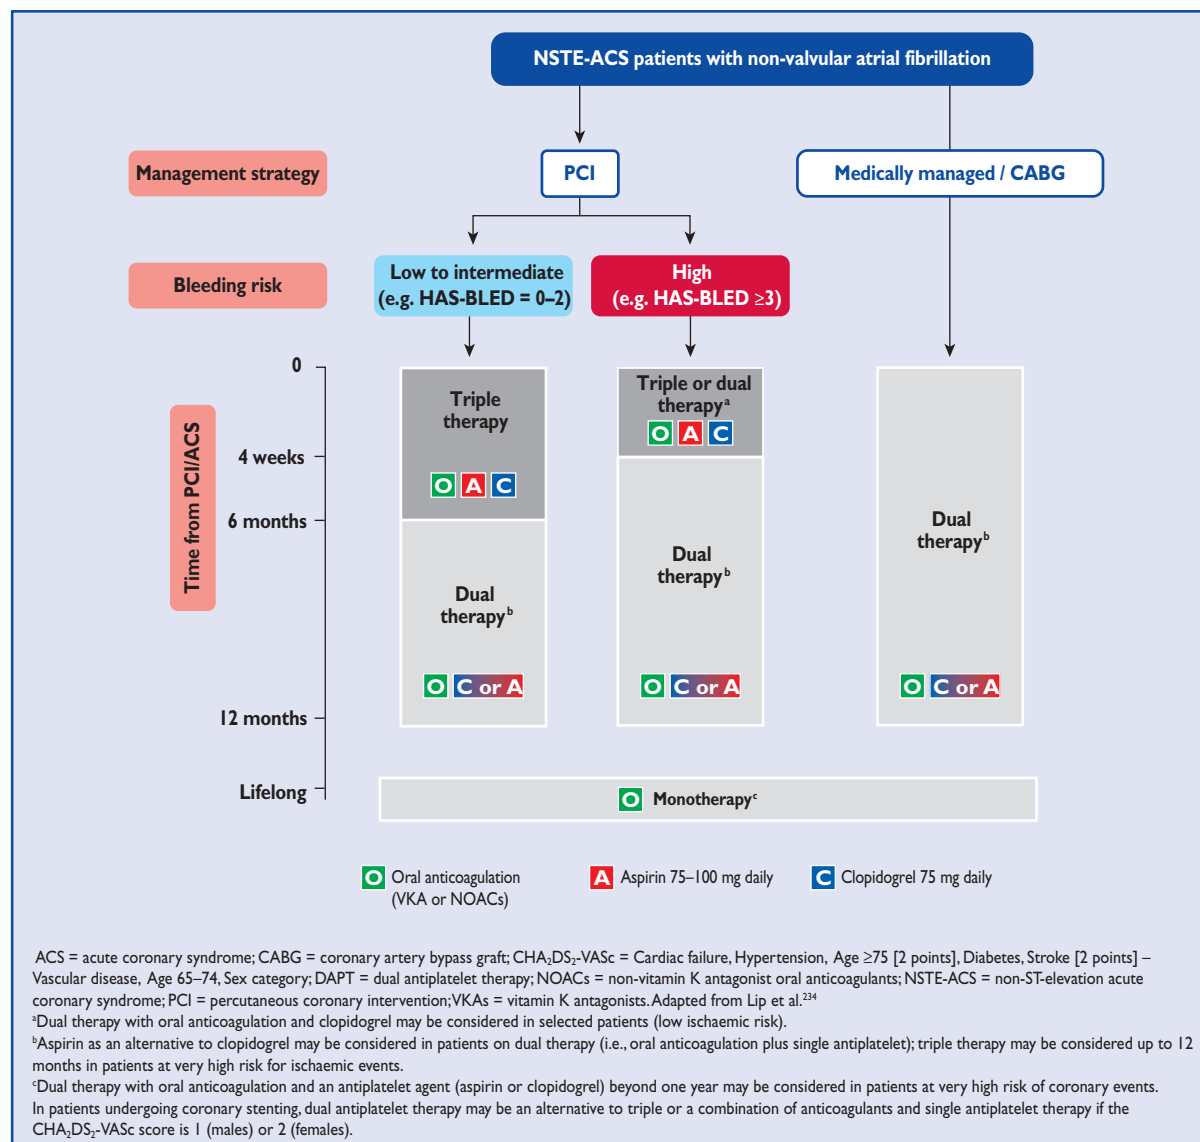 NSTE-ACS patients with non-valvular atrial fibrillation
Management strategy
PCI
Medically managed / CABG
Bleeding risk
Low to intermediate
(e.g. HAS-BLED = 0–2)
High
(e.g. HAS-BLED ≥3)
Time from PCI/ACS
0
4 weeks
6 months
12 months
Lifelong
Triple
therapy
O A C
Dual
therapyᵇ
O C or A
Triple or dual
therapyᵃ
O A C
Dual
therapyᵇ
O C or A
Dual
therapyᵇ
O C or A
O Monotherapyᶜ
O Oral anticoagulation
(VKA or NOACs)
A Aspirin 75–100 mg daily
C Clopidogrel 75 mg daily
ACS = acute coronary syndrome; CABG = coronary artery bypass graft; CHA₂DS₂-VASc = Cardiac failure, Hypertension, Age ≥75 [2 points], Diabetes, Stroke [2 points] –
Vascular disease, Age 65–74, Sex category; DAPT = dual antiplatelet therapy; NOACs = non-vitamin K antagonist oral anticoagulants; NSTE-ACS = non-ST-elevation acute
coronary syndrome; PCI = percutaneous coronary intervention; VKAs = vitamin K antagonists. Adapted from Lip et al.²³⁴
ᵃDual therapy with oral anticoagulation and clopidogrel may be considered in selected patients (low ischaemic risk).
ᵇAspirin as an alternative to clopidogrel may be considered in patients on dual therapy (i.e., oral anticoagulation plus single antiplatelet); triple therapy may be considered up to 12
months in patients at very high risk for ischaemic events.
ᶜDual therapy with oral anticoagulation and an antiplatelet agent (aspirin or clopidogrel) beyond one year may be considered in patients at very high risk of coronary events.
In patients undergoing coronary stenting, dual antiplatelet therapy may be an alternative to triple or a combination of anticoagulants and single antiplatelet therapy if the
CHA₂DS₂-VASc score is 1 (males) or 2 (females).